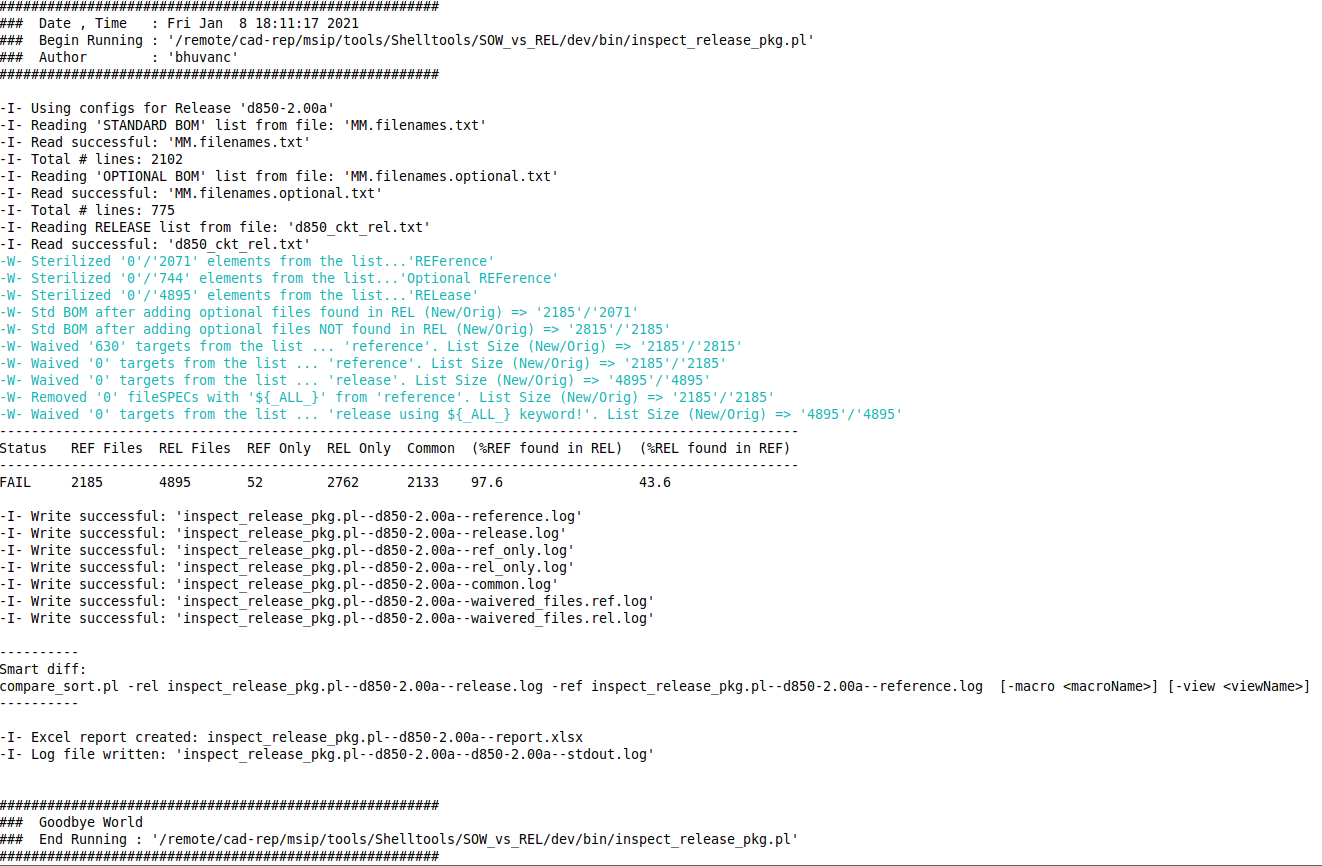 #######################################################
###  Date , Time   : Fri Jan  8 18:11:17 2021
###  Begin Running : '/remote/cad-rep/msip/tools/Shelltools/SOW_vs_REL/dev/bin/inspect_release_pkg.pl'
###  Author        : 'bhuvanc'
#######################################################
-I- Using configs for Release 'd850-2.00a'
-I- Reading 'STANDARD BOM' list from file: 'MM.filenames.txt'
-I- Read successful: 'MM.filenames.txt'
-I- Total # lines: 2102
-I- Reading 'OPTIONAL BOM' list from file: 'MM.filenames.optional.txt'
-I- Read successful: 'MM.filenames.optional.txt'
-I- Total # lines: 775
-I- Reading RELEASE list from file: 'd850_ckt_rel.txt'
-I- Read successful: 'd850_ckt_rel.txt'
-W- Sterilized '0'/'2071' elements from the list...'REFerence'
-W- Sterilized '0'/'744' elements from the list...'Optional REFerence'
-W- Sterilized '0'/'4895' elements from the list...'RELease'
-W- Std BOM after adding optional files found in REL (New/Orig) => '2185'/'2071'
-W- Std BOM after adding optional files NOT found in REL (New/Orig) => '2815'/'2185'
-W- Waived '630' targets from the list ... 'reference'. List Size (New/Orig) => '2185'/'2815'
-W- Waived '0' targets from the list ... 'reference'. List Size (New/Orig) => '2185'/'2185'
-W- Waived '0' targets from the list ... 'release'. List Size (New/Orig) => '4895'/'4895'
-W- Removed '0' fileSPECs with '${_ALL_}' from 'reference'. List Size (New/Orig) => '2185'/'2185'
-W- Waived '0' targets from the list ... 'release using ${_ALL_} keyword!'. List Size (New/Orig) => '4895'/'4895'
----------------------------------------------------------------------------------------------------
Status   REF Files  REL Files  REF Only  REL Only  Common  (%REF found in REL)  (%REL found in REF)
----------------------------------------------------------------------------------------------------
FAIL     2185       4895       52        2762      2133    97.6                 43.6
-I- Write successful: 'inspect_release_pkg.pl--d850-2.00a--reference.log'
-I- Write successful: 'inspect_release_pkg.pl--d850-2.00a--release.log'
-I- Write successful: 'inspect_release_pkg.pl--d850-2.00a--ref_only.log'
-I- Write successful: 'inspect_release_pkg.pl--d850-2.00a--rel_only.log'
-I- Write successful: 'inspect_release_pkg.pl--d850-2.00a--common.log'
-I- Write successful: 'inspect_release_pkg.pl--d850-2.00a--waivered_files.ref.log'
-I- Write successful: 'inspect_release_pkg.pl--d850-2.00a--waivered_files.rel.log'
----------
Smart diff:
compare_sort.pl -rel inspect_release_pkg.pl--d850-2.00a--release.log -ref inspect_release_pkg.pl--d850-2.00a--reference.log  [-macro <macroName>] [-view <viewName>]
----------
-I- Excel report created: inspect_release_pkg.pl--d850-2.00a--report.xlsx
-I- Log file written: 'inspect_release_pkg.pl--d850-2.00a--d850-2.00a--stdout.log'
#######################################################
###  Goodbye World
###  End Running : '/remote/cad-rep/msip/tools/Shelltools/SOW_vs_REL/dev/bin/inspect_release_pkg.pl'
#######################################################